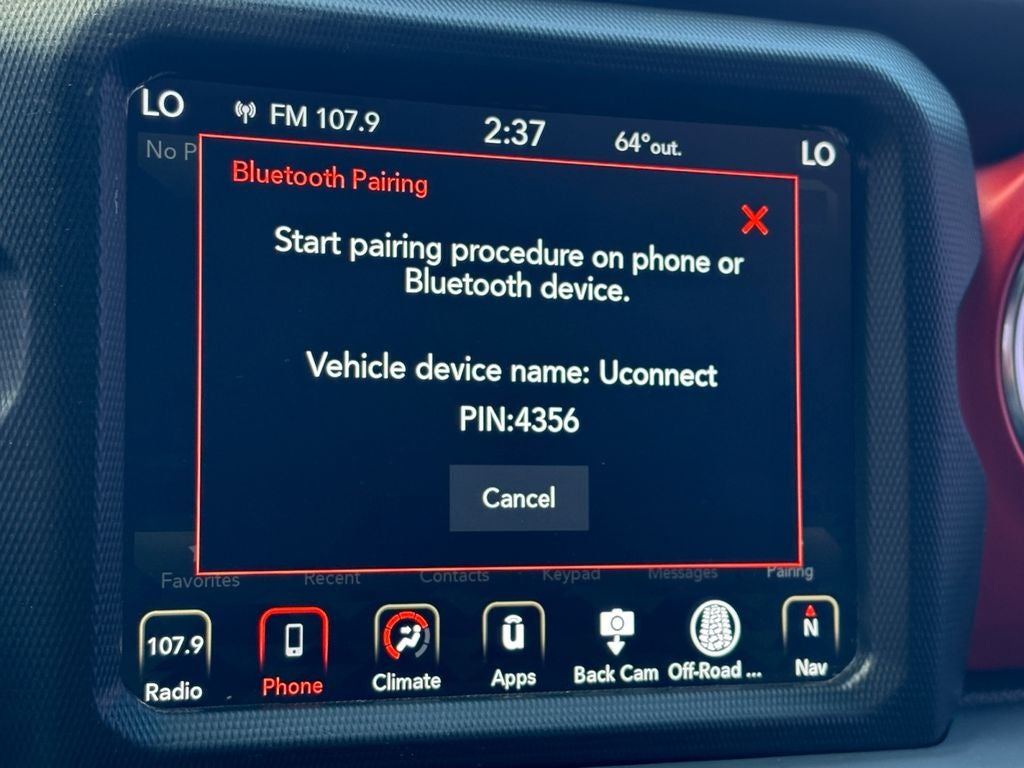 LO FM 107.9 2:37 64°out. LO
No P
Bluetooth Pairing
X
Start pairing procedure on phone or
Bluetooth device.
Vehicle device name: Uconnect
PIN:4356
Cancel
Favorites Recent Contacts Keypad Messages Pairing
107.9 u N
Radio Phone Climate Apps Back Cam Off-Road ... Nav